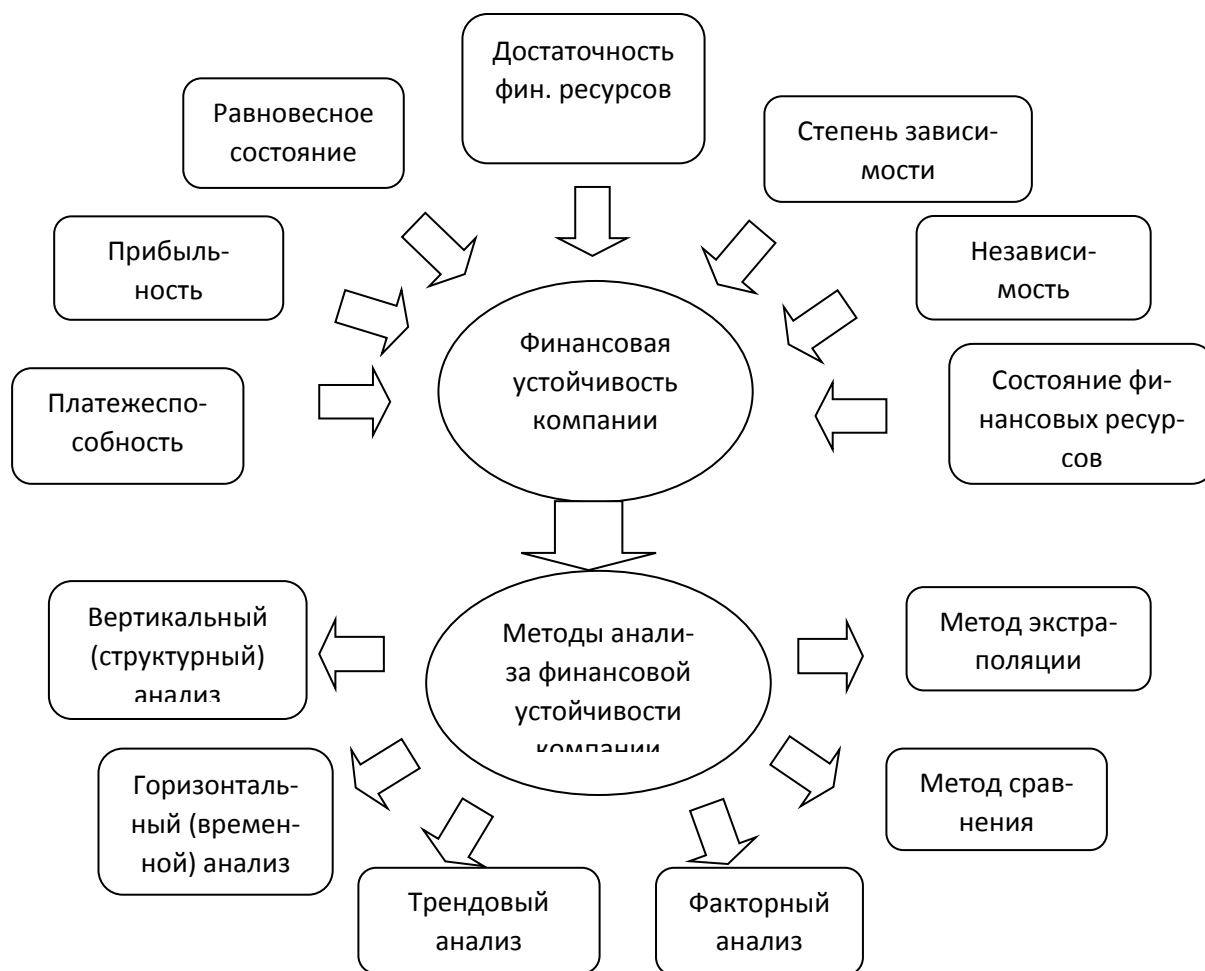 Достаточность
фин. ресурсов
Равновесное
состояние
Степень зависи-
мости
Прибыль-
ность
Независи-
мость
Финансовая
устойчивость
компании
Платежеспо-
собность
Состояние фи-
нансовых ресур-
сов
Вертикальный
(структурный)
анализ
Методы анали-
за финансовой
устойчивости
компании
Метод экстра-
поляции
Горизонталь-
ный (времен-
ной) анализ
Метод срав-
нения
Трендовый
анализ
Факторный
анализ